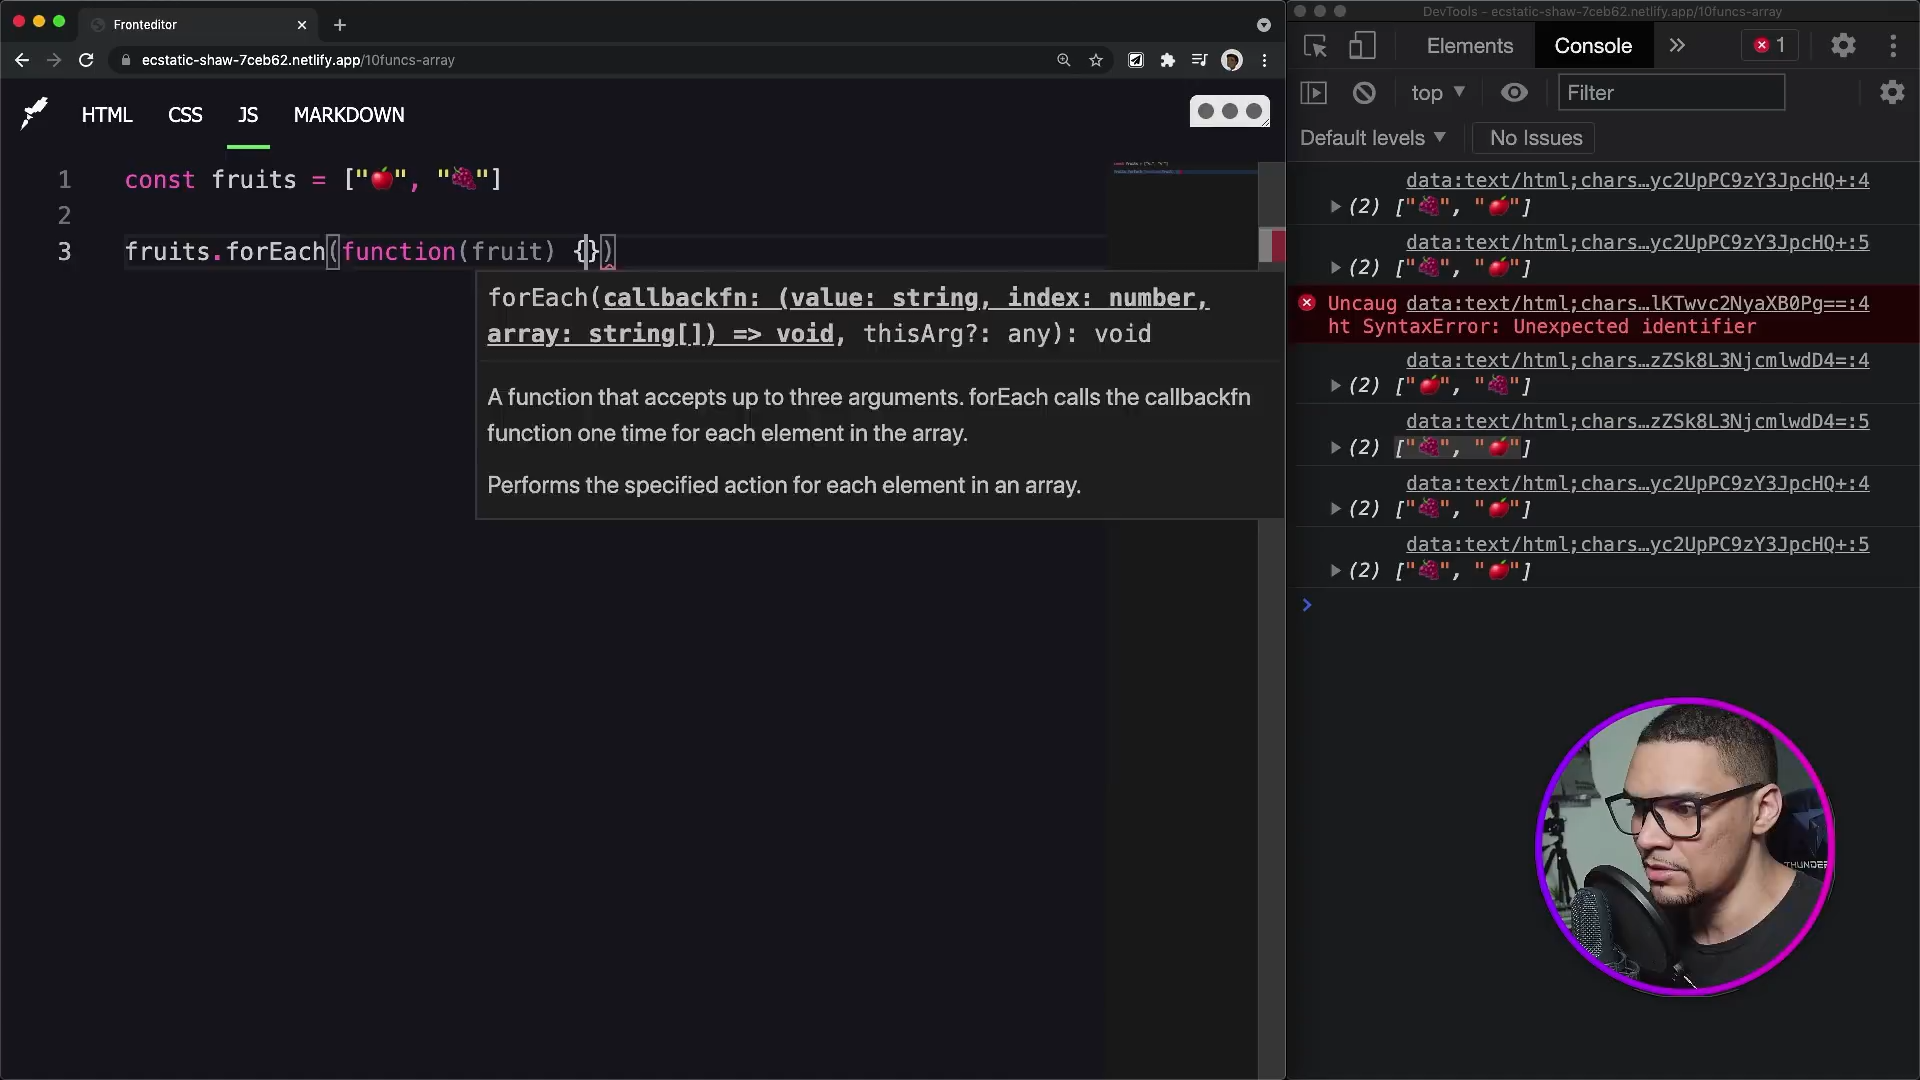 Fronteditor
ecstatic-shaw-7ceb62.netlify.app/10funcs-array
HTML CSS JS MARKDOWN
1 const fruits = ["🍎", "🍇"]
2
3 fruits.forEach(function(fruit) {})
forEach(callbackfn: (value: string, index: number,
array: string[]) => void, thisArg?: any): void
A function that accepts up to three arguments. forEach calls the callbackfn
function one time for each element in the array.
Performs the specified action for each element in an array.
DevTools - ecstatic-shaw-7ceb62.netlify.app/10funcs-array
Elements Console 1
top Filter
Default levels No Issues
data:text/html;chars…yc2UpPC9zY3JpcHQ+:4
(2) ["🍇", "🍎"]
data:text/html;chars…yc2UpPC9zY3JpcHQ+:5
(2) ["🍇", "🍎"]
Uncaug data:text/html;chars…lKTwvc2NyaXB0Pg==:4
ht SyntaxError: Unexpected identifier
data:text/html;chars…zZSk8L3NjcmlwdD4=:4
(2) ["🍎", "🍇"]
data:text/html;chars…zZSk8L3NjcmlwdD4=:5
(2) ["🍇", "🍎"]
data:text/html;chars…yc2UpPC9zY3JpcHQ+:4
(2) ["🍇", "🍎"]
data:text/html;chars…yc2UpPC9zY3JpcHQ+:5
(2) ["🍇", "🍎"]
THUNDER